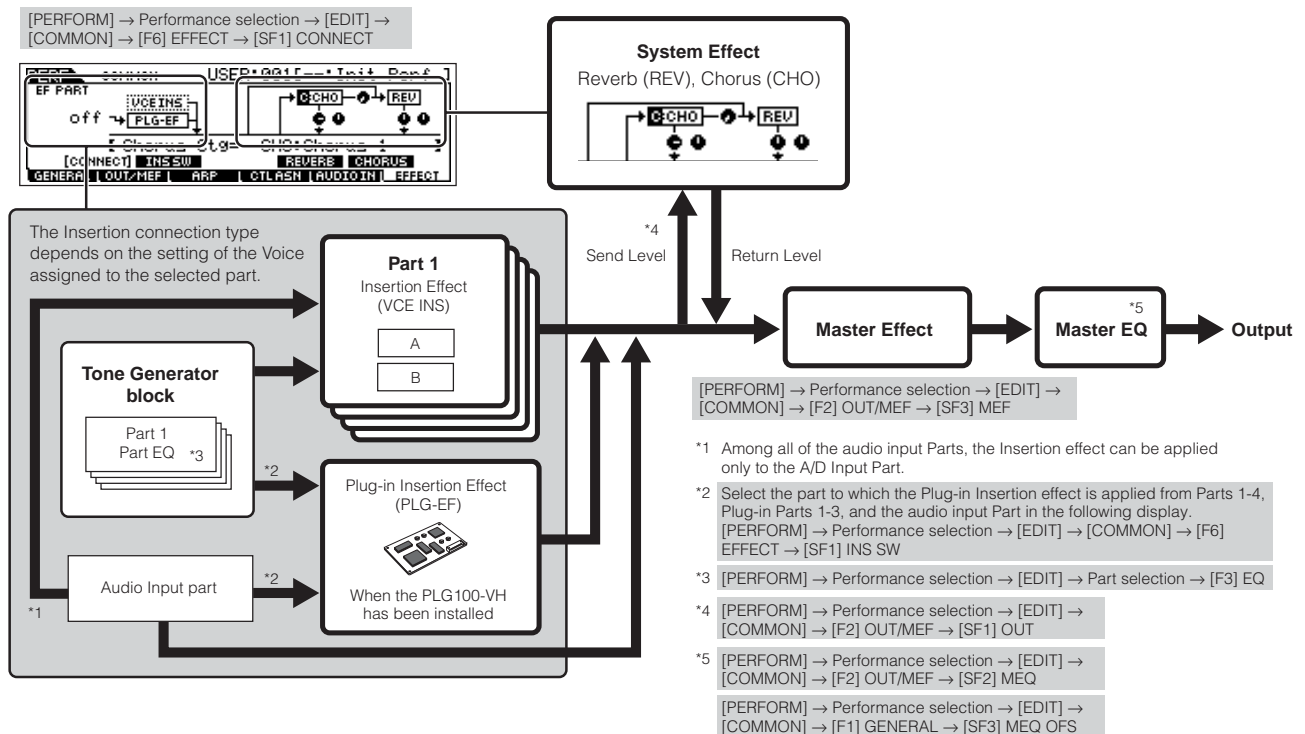 [PERFORM] → Performance selection → [EDIT] →
[COMMON] → [F6] EFFECT → [SF1] CONNECT
EF PART
off
VCEINS
PLG-EF
CHO
REV
[CONNECT] INSSW REVERB CHORUS
GENERAL OUT/MEF ARP CTLASN AUDIOIN EFFECT
System Effect
Reverb (REV), Chorus (CHO)
CHO
REV
The Insertion connection type
depends on the setting of the Voice
assigned to the selected part.
Part 1
Insertion Effect
(VCE INS)
A
B
Tone Generator
block
Part 1
Part EQ *3
*2
Plug-in Insertion Effect
(PLG-EF)
When the PLG100-VH
has been installed
Audio Input part
*2
*1
*4
Send Level
Return Level
Master Effect
*5
Master EQ
Output
[PERFORM] → Performance selection → [EDIT] →
[COMMON] → [F2] OUT/MEF → [SF3] MEF
*1 Among all of the audio input Parts, the Insertion effect can be applied
only to the A/D Input Part.
*2 Select the part to which the Plug-in Insertion effect is applied from Parts 1-4,
Plug-in Parts 1-3, and the audio input Part in the following display.
[PERFORM] → Performance selection → [EDIT] → [COMMON] → [F6]
EFFECT → [SF1] INS SW
*3 [PERFORM] → Performance selection → [EDIT] → Part selection → [F3] EQ
*4 [PERFORM] → Performance selection → [EDIT] →
[COMMON] → [F2] OUT/MEF → [SF1] OUT
*5 [PERFORM] → Performance selection → [EDIT] →
[COMMON] → [F2] OUT/MEF → [SF2] MEQ
[PERFORM] → Performance selection → [EDIT] →
[COMMON] → [F1] GENERAL → [SF3] MEQ OFS